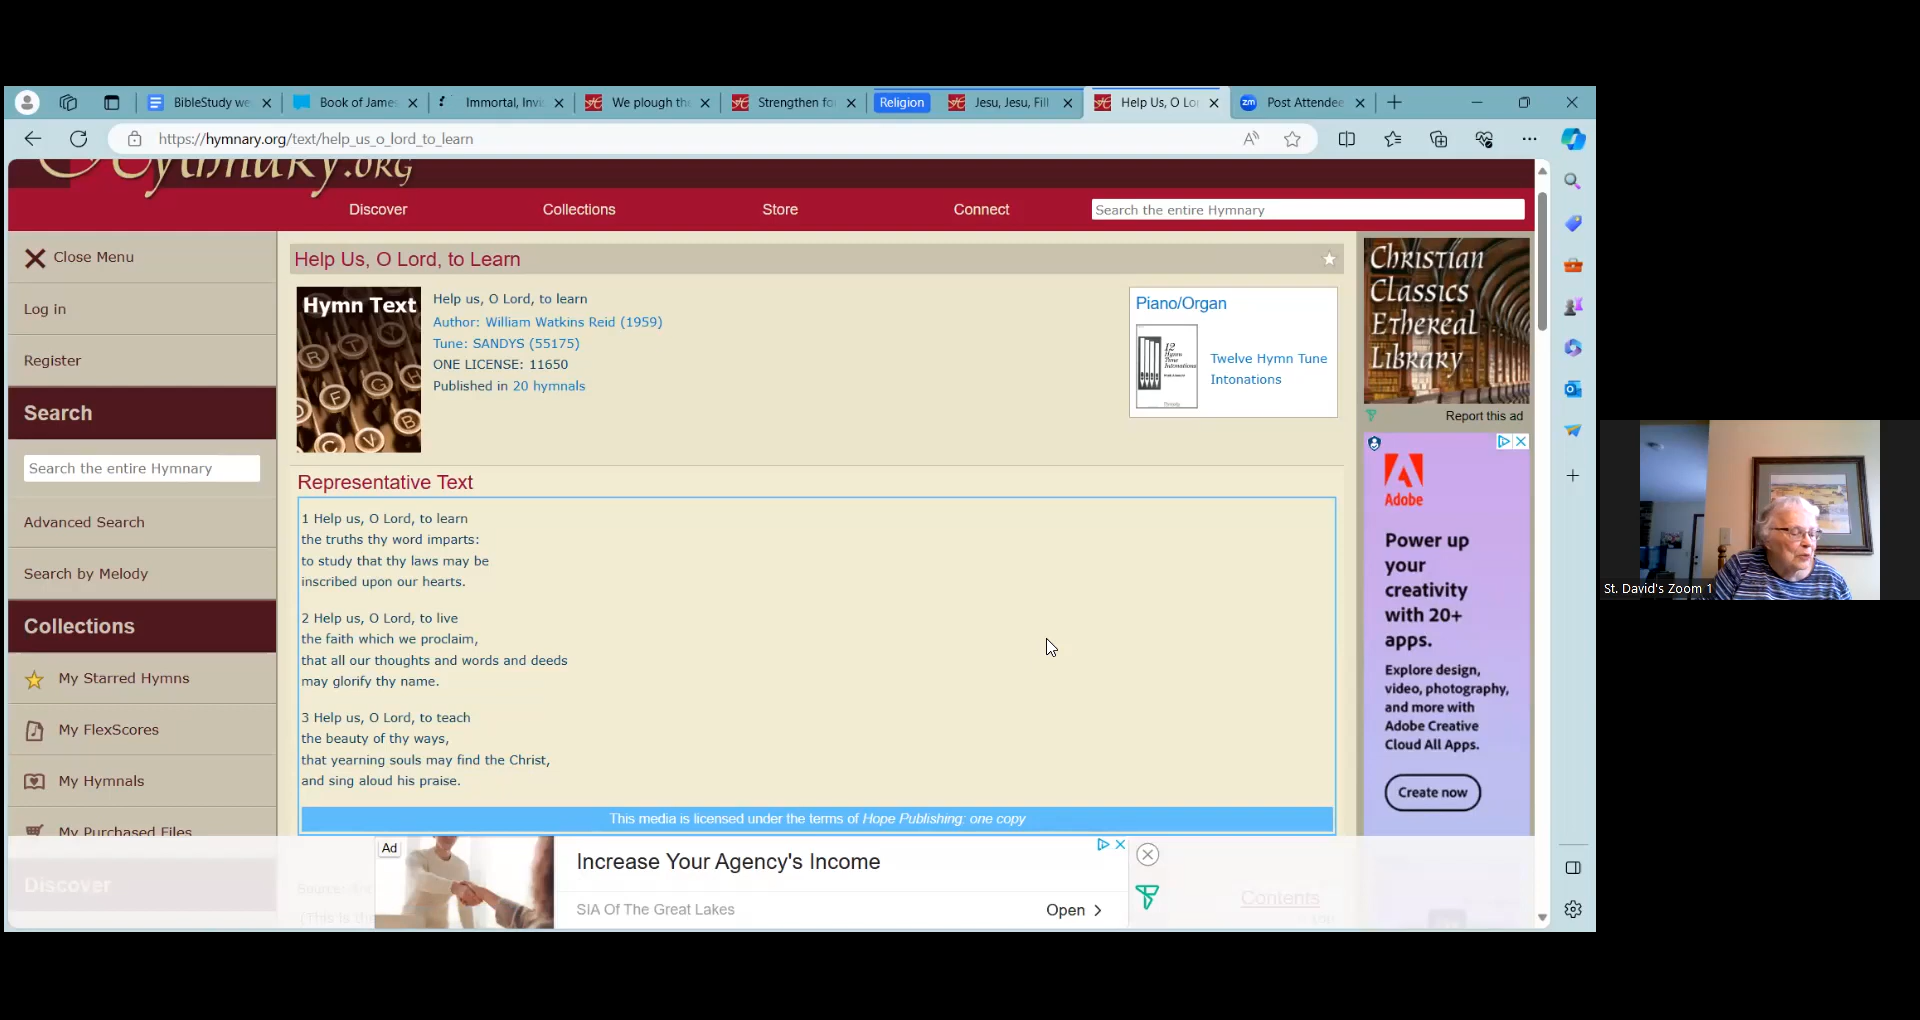 BibleStudy we
Book of James
Immortal, Invi
We plough th
Strengthen fo
Religion
Jesu, Jesu, Fill
Help Us, O Lor
zm
Post Attendee
https://hymnary.org/text/help_us_o_lord_to_learn
Hymnary.org
Discover
Collections
Store
Connect
Search the entire Hymnary
Close Menu
Log in
Register
Search
Search the entire Hymnary
Advanced Search
Search by Melody
Collections
My Starred Hymns
My FlexScores
My Hymnals
My Purchased Files
Discover
Help Us, O Lord, to Learn
Hymn Text
Help us, O Lord, to learn
Author: William Watkins Reid (1959)
Tune: SANDYS (55175)
ONE LICENSE: 11650
Published in 20 hymnals
Piano/Organ
12
Hymn
Tune
Intonations
Twelve Hymn Tune
Intonations
Representative Text
1 Help us, O Lord, to learn
the truths thy word imparts:
to study that thy laws may be
inscribed upon our hearts.
2 Help us, O Lord, to live
the faith which we proclaim,
that all our thoughts and words and deeds
may glorify thy name.
3 Help us, O Lord, to teach
the beauty of thy ways,
that yearning souls may find the Christ,
and sing aloud his praise.
This media is licensed under the terms of Hope Publishing: one copy
Contents
Ad
Increase Your Agency's Income
SIA Of The Great Lakes
Open
Christian
Classics
Ethereal
Library
Report this ad
Adobe
Power up
your
creativity
with 20+
apps.
Explore design,
video, photography,
and more with
Adobe Creative
Cloud All Apps.
Create now
St. David's Zoom 1